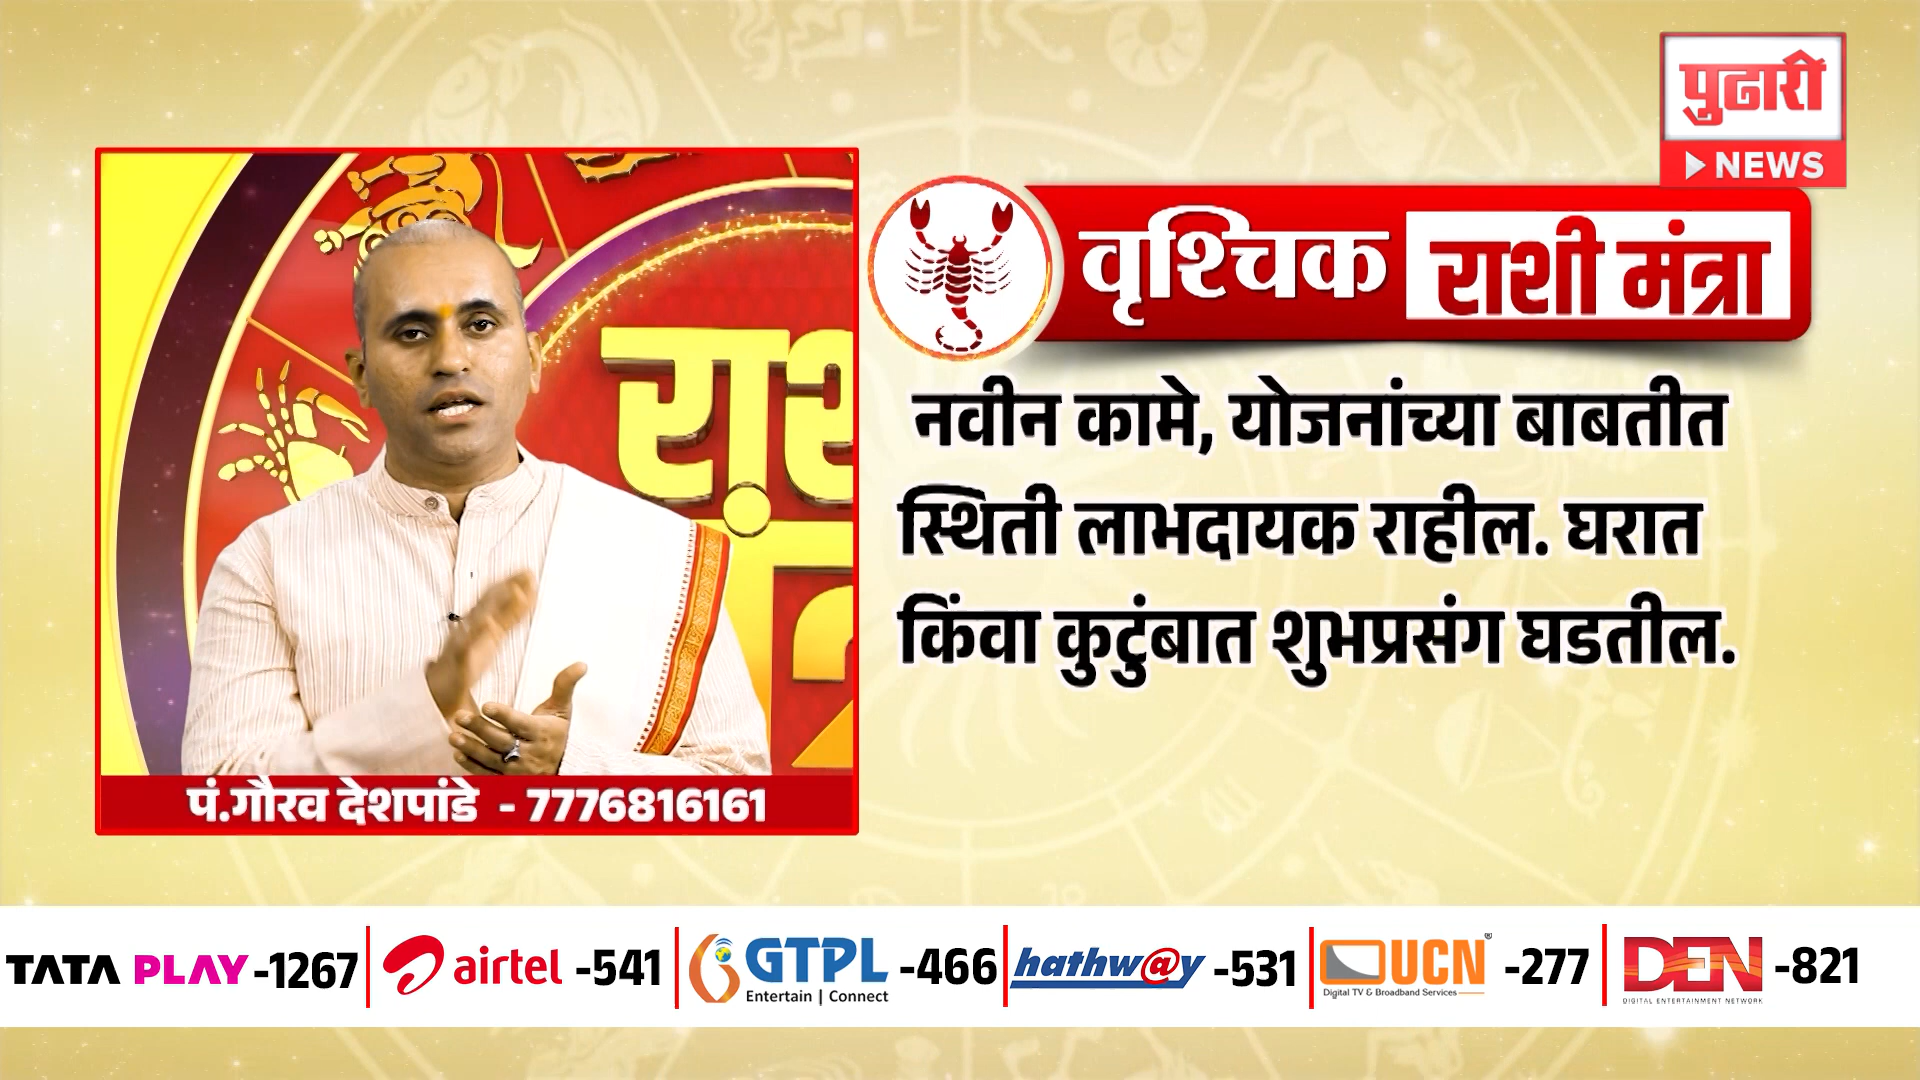 पुढारी
NEWS
वृश्चिक राशी मंत्रा
नवीन कामे, योजनांच्या बाबतीत
स्थिती लाभदायक राहील. घरात
किंवा कुटुंबात शुभप्रसंग घडतील.
पं.गौरव देशपांडे - 7776816161
TATA PLAY -1267 airtel -541 GTPL -466 hathw@y -531 UCN -277 DEN -821
Entertain | Connect
Digital TV & Broadband Services
DIGITAL ENTERTAINMENT NETWORK